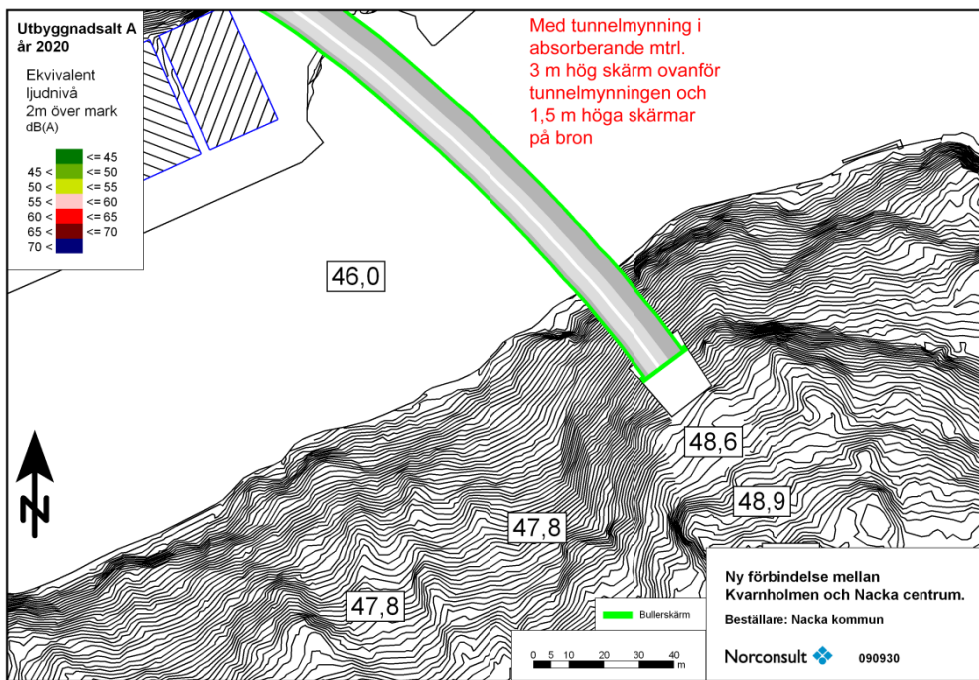 Utbyggnadsalt A
år 2020
Ekvivalent
ljudnivå
2m över mark
dB(A)
<= 45
45 < <= 50
50 < <= 55
55 < <= 60
60 < <= 65
65 < <= 70
70 <
Med tunnelmynning i
absorberande mtrl.
3 m hög skärm ovanför
tunnelmynningen och
1,5 m höga skärmar
på bron
46,0
48,6
48,9
47,8
47,8
N
Bullerskärm
0 5 10 20 30 40
m
Ny förbindelse mellan
Kvarnholmen och Nacka centrum.
Beställare: Nacka kommun
Norconsult 090930